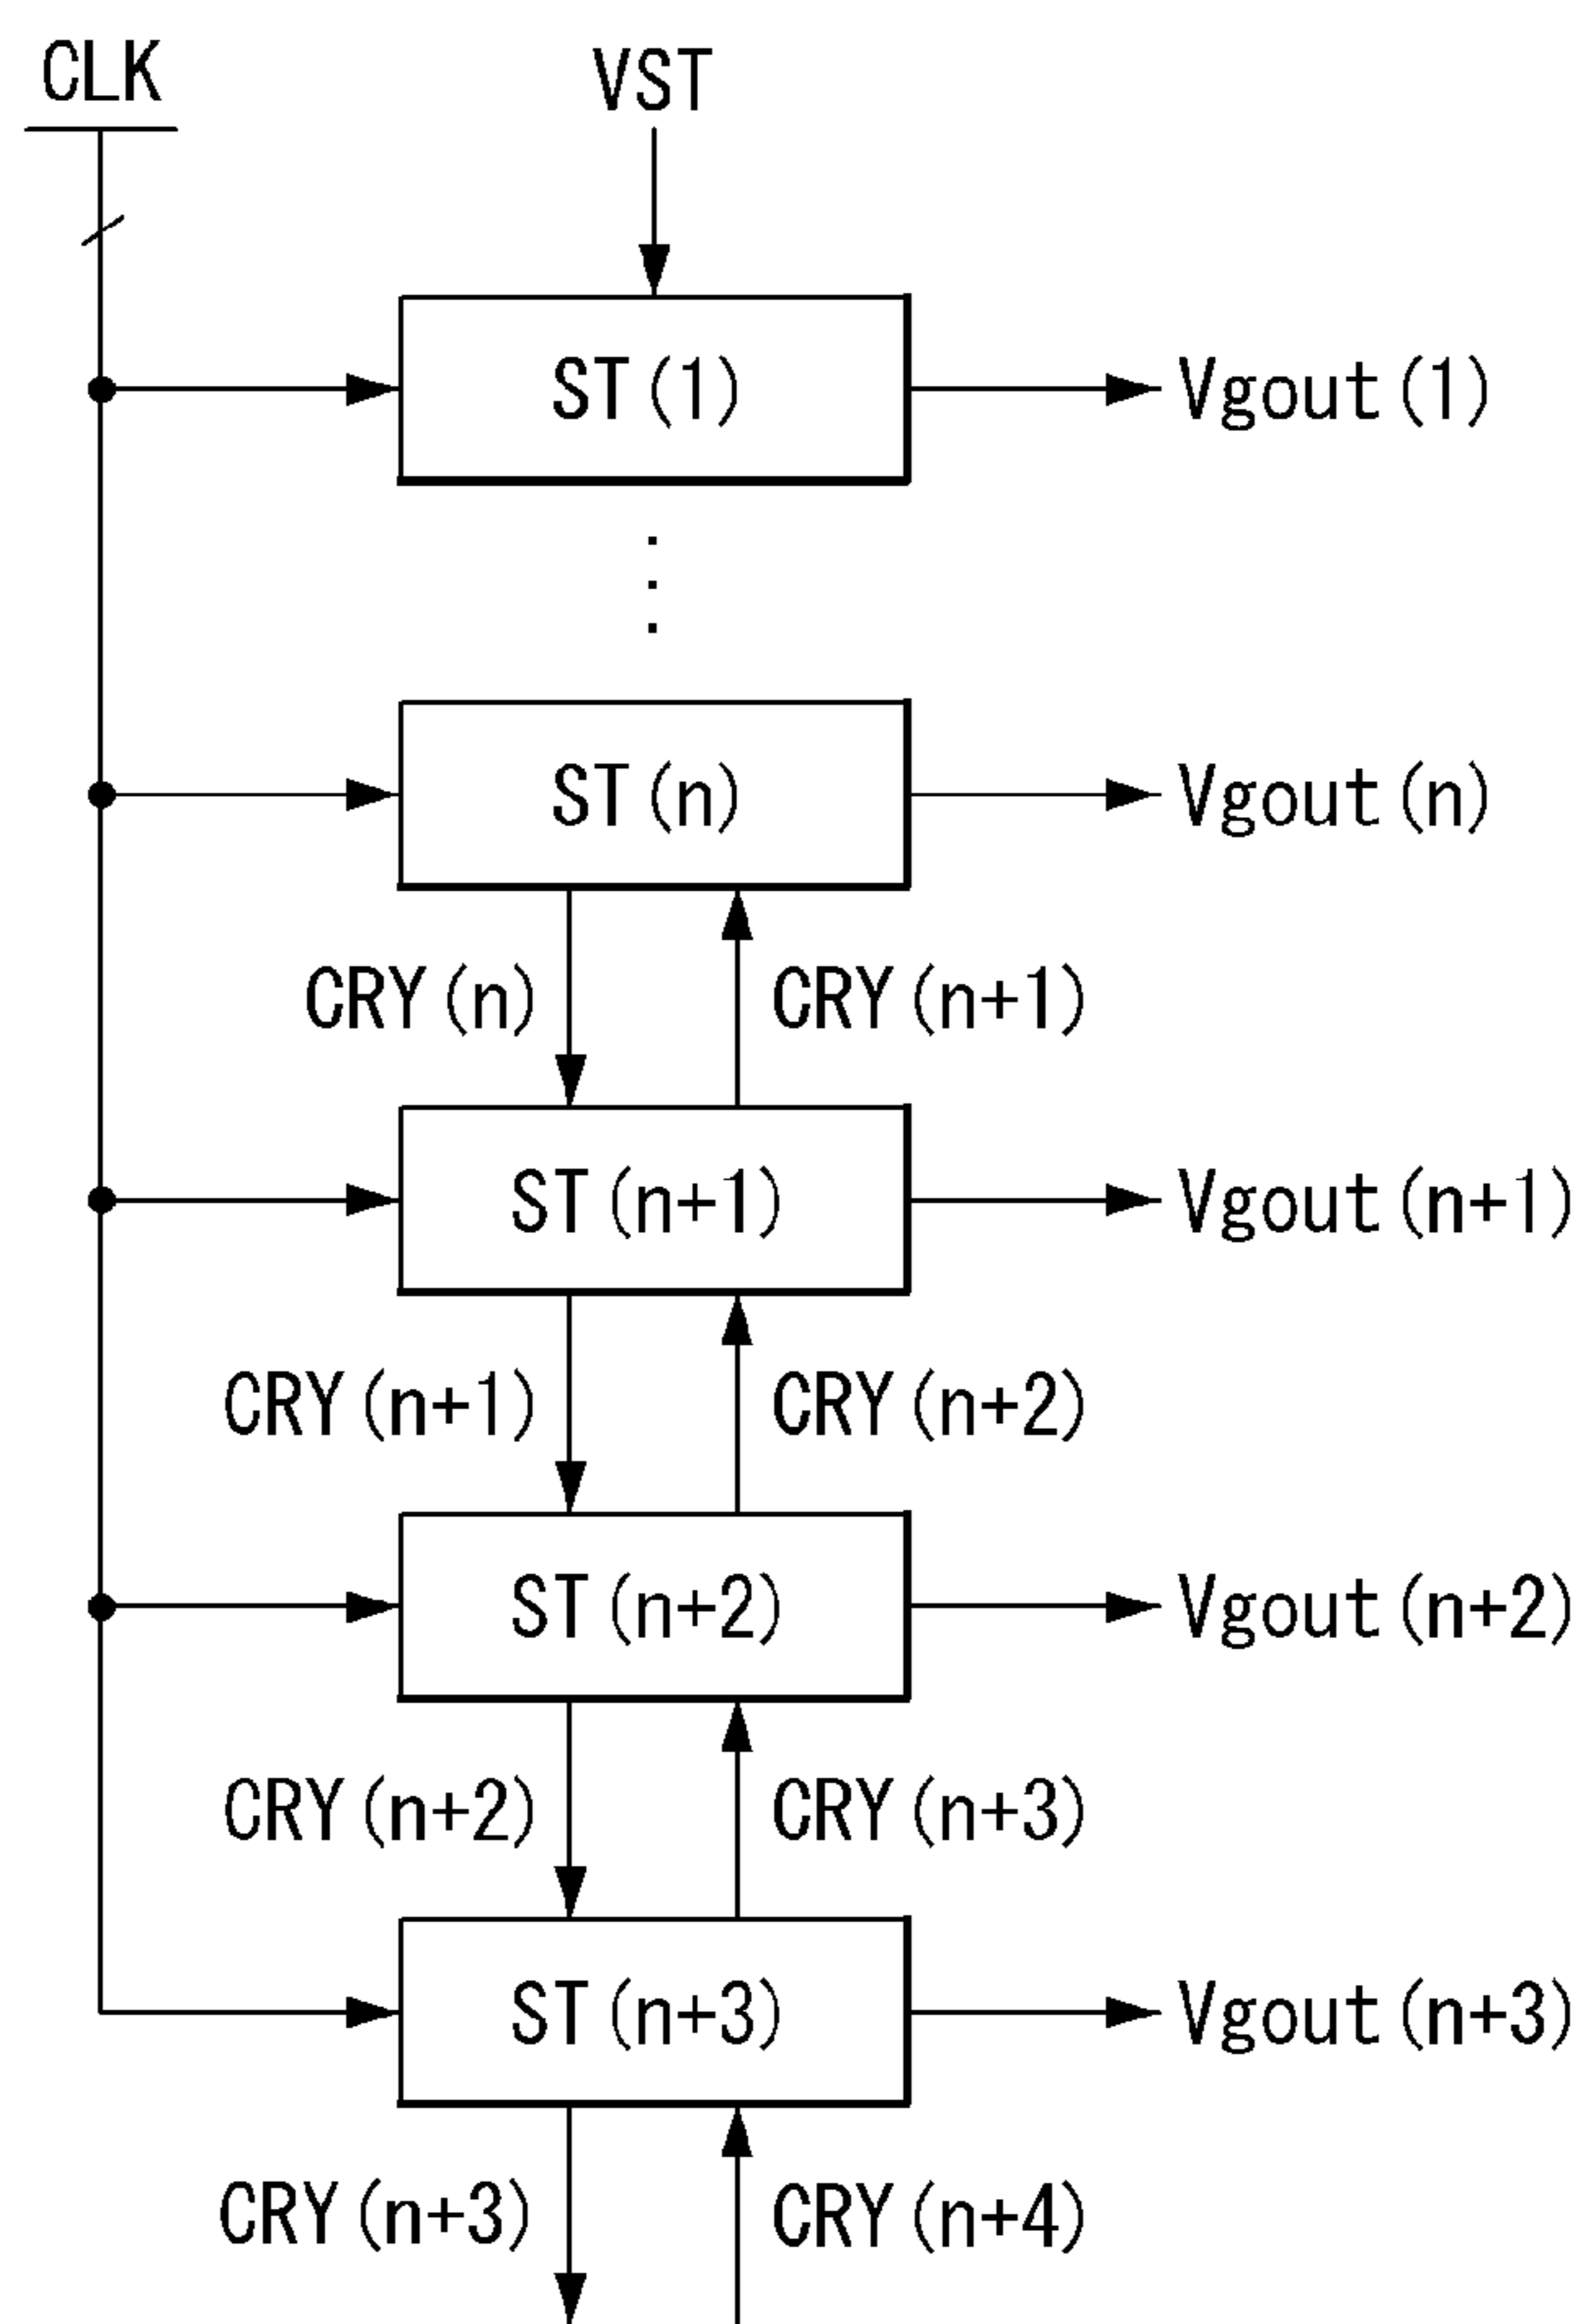 CLK
VST
ST(1)
Vgout(1)
ST(n)
Vgout(n)
CRY(n)
CRY(n+1)
ST(n+1)
Vgout(n+1)
CRY(n+1)
CRY(n+2)
ST(n+2)
Vgout(n+2)
CRY(n+2)
CRY(n+3)
ST(n+3)
Vgout(n+3)
CRY(n+3)
CRY(n+4)